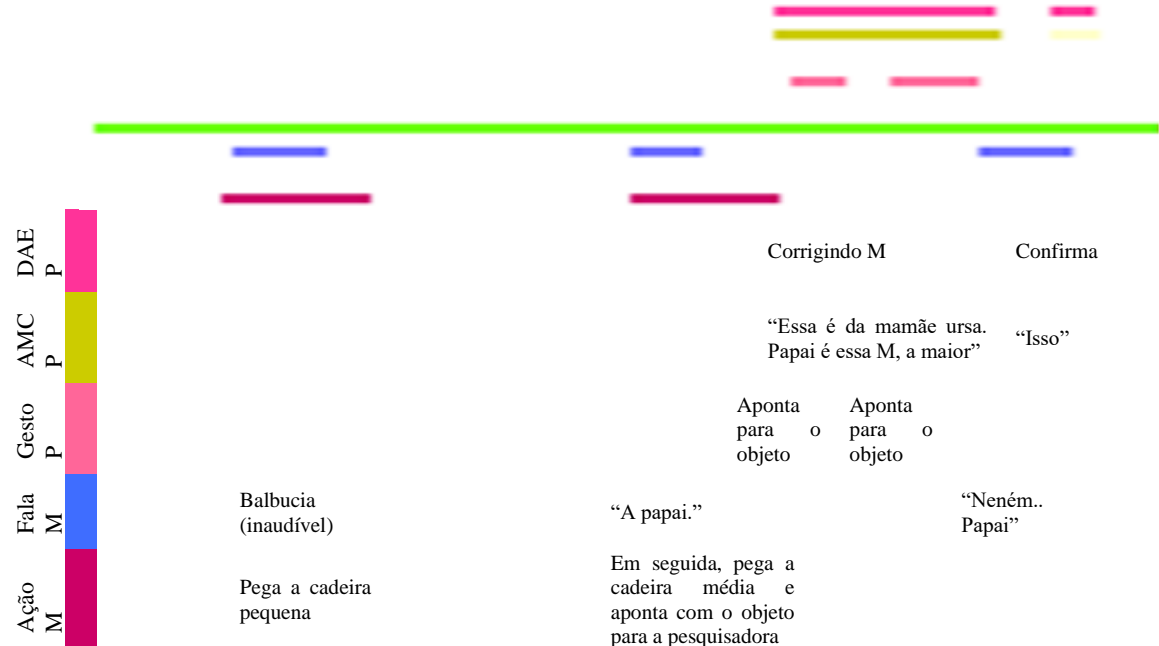 DAE
P
Corrigindo M
Confirma
AMC
P
“Essa é da mamãe ursa.
Papai é essa M, a maior”
“Isso”
Gesto
P
Aponta
para o
objeto
Aponta
para o
objeto
Fala
M
Balbucia
(inaudível)
“A papai.”
“Neném..
Papai”
Ação
M
Pega a cadeira
pequena
Em seguida, pega a
cadeira média e
aponta com o objeto
para a pesquisadora